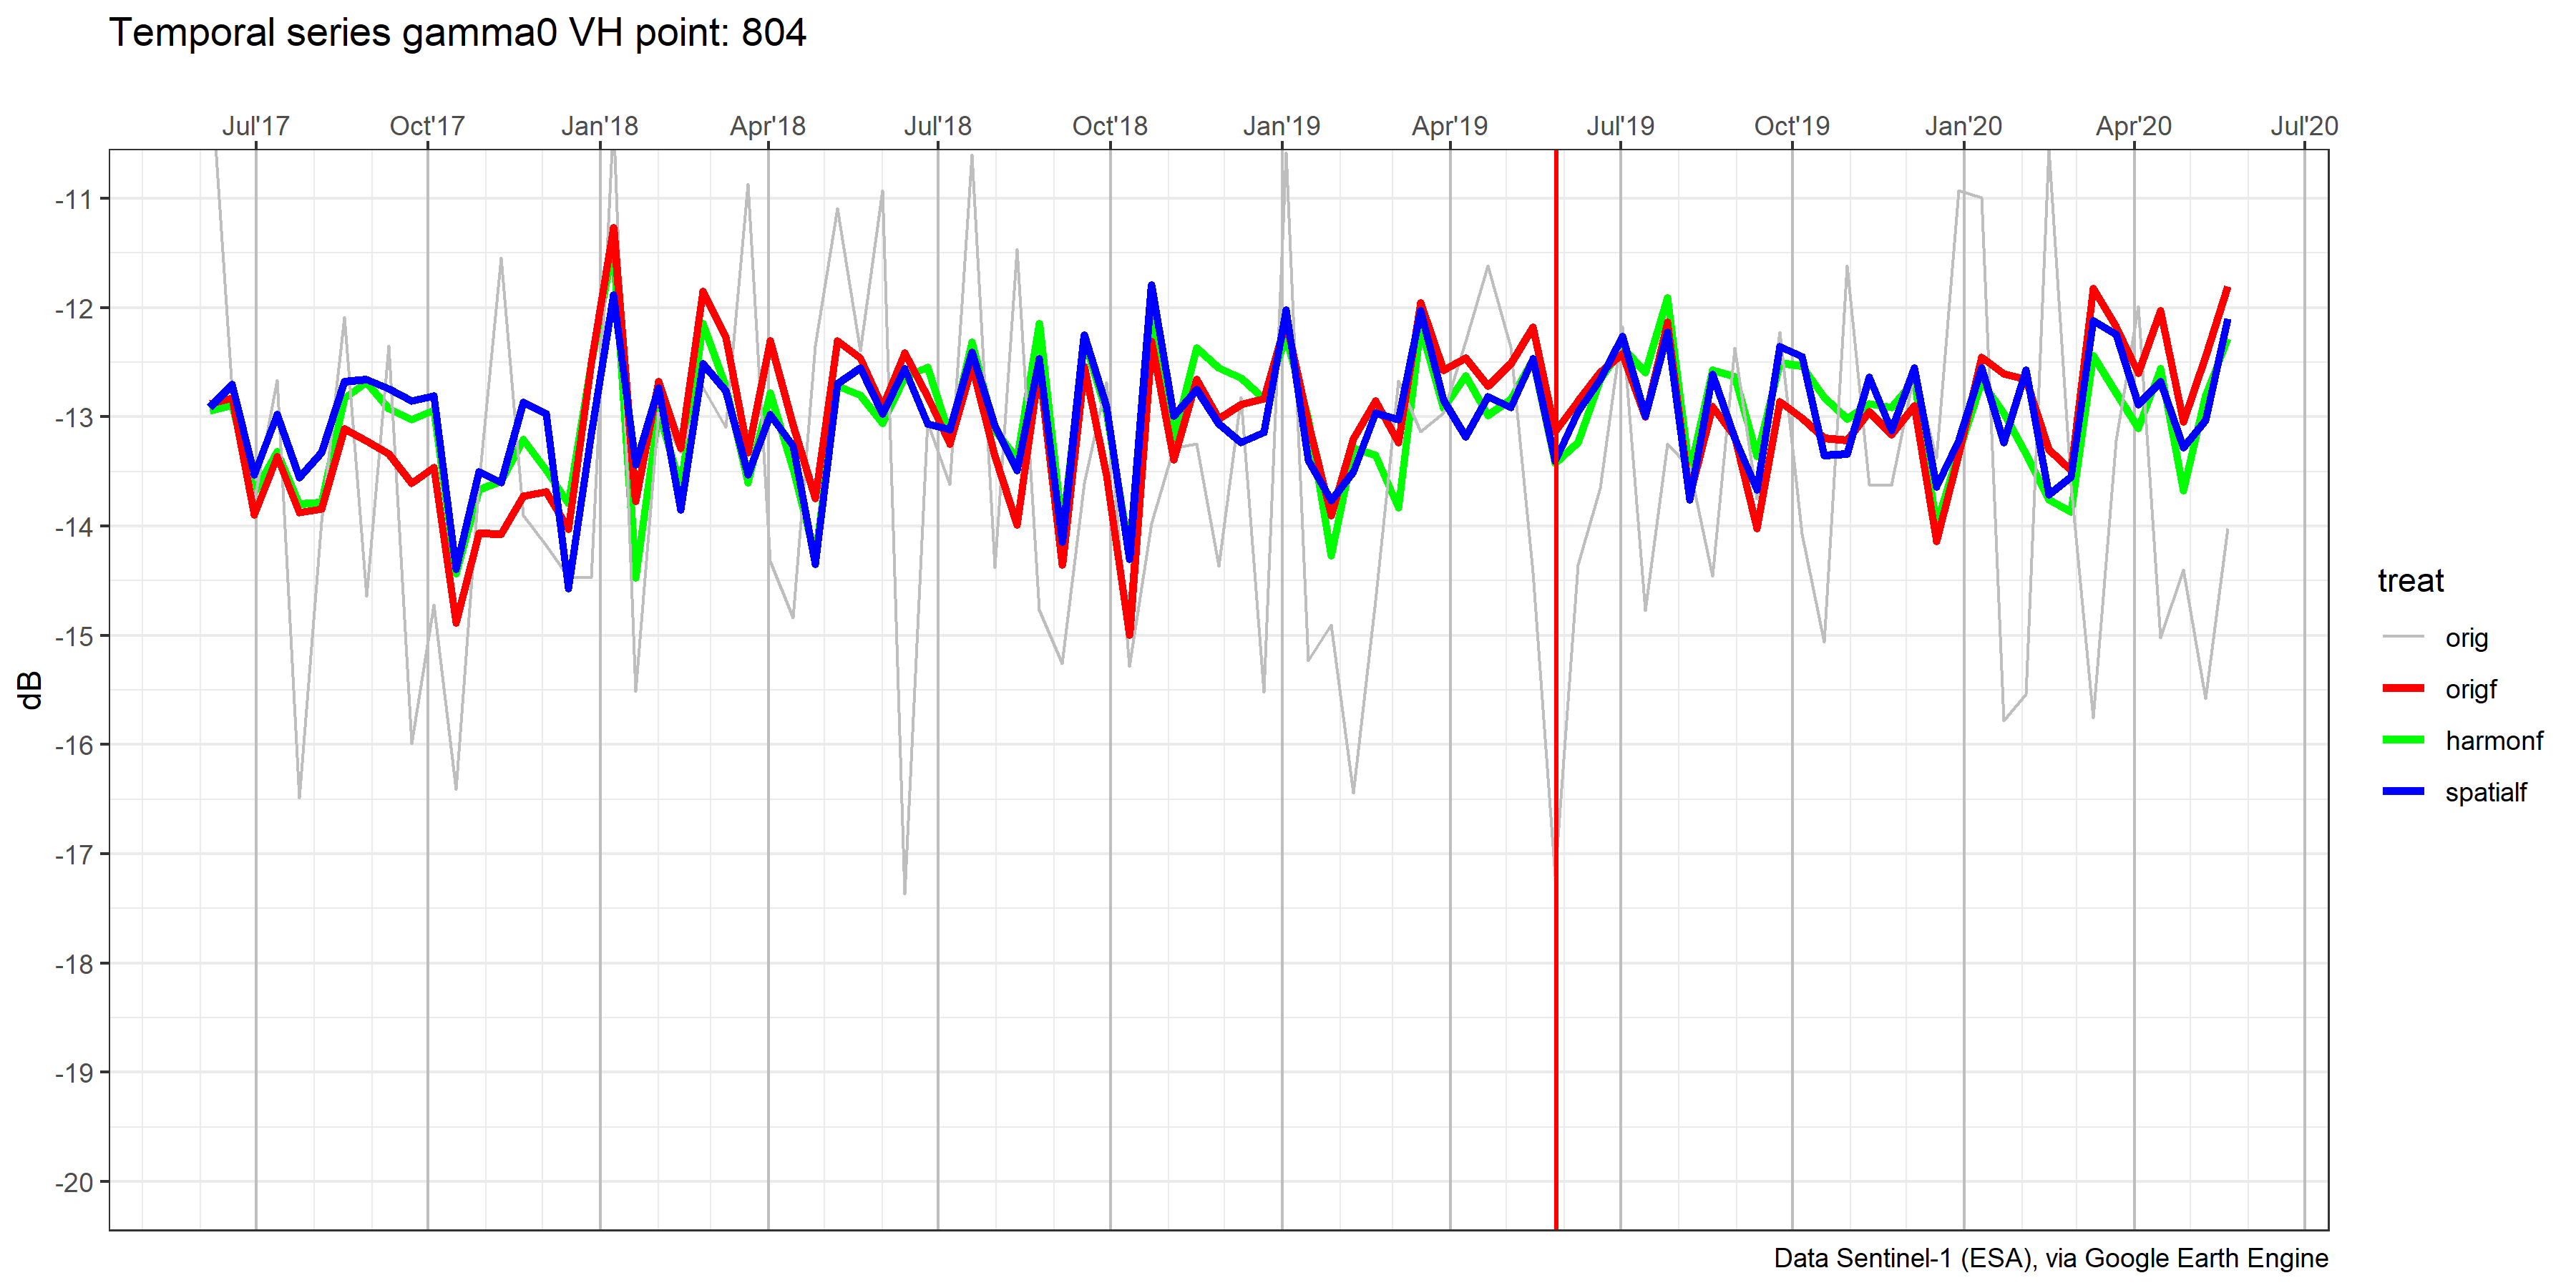 Temporal series gamma0 VH point: 804
Jul'17 Oct'17 Jan'18 Apr'18 Jul'18 Oct'18 Jan'19 Apr'19 Jul'19 Oct'19 Jan'20 Apr'20 Jul'20
-11
-12
-13
-14
-15
-16
-17
-18
-19
-20
dB
treat
orig
origf
harmonf
spatialf
Data Sentinel-1 (ESA), via Google Earth Engine